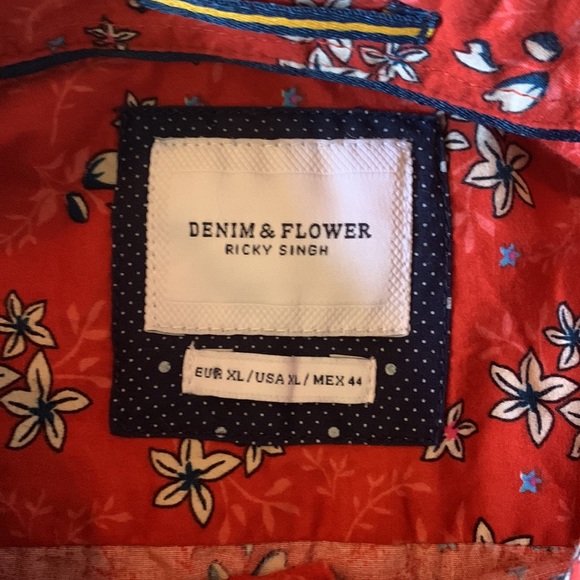 DENIM & FLOWER
RICKY SINGH
EUR XL / USA XL / MEX 44